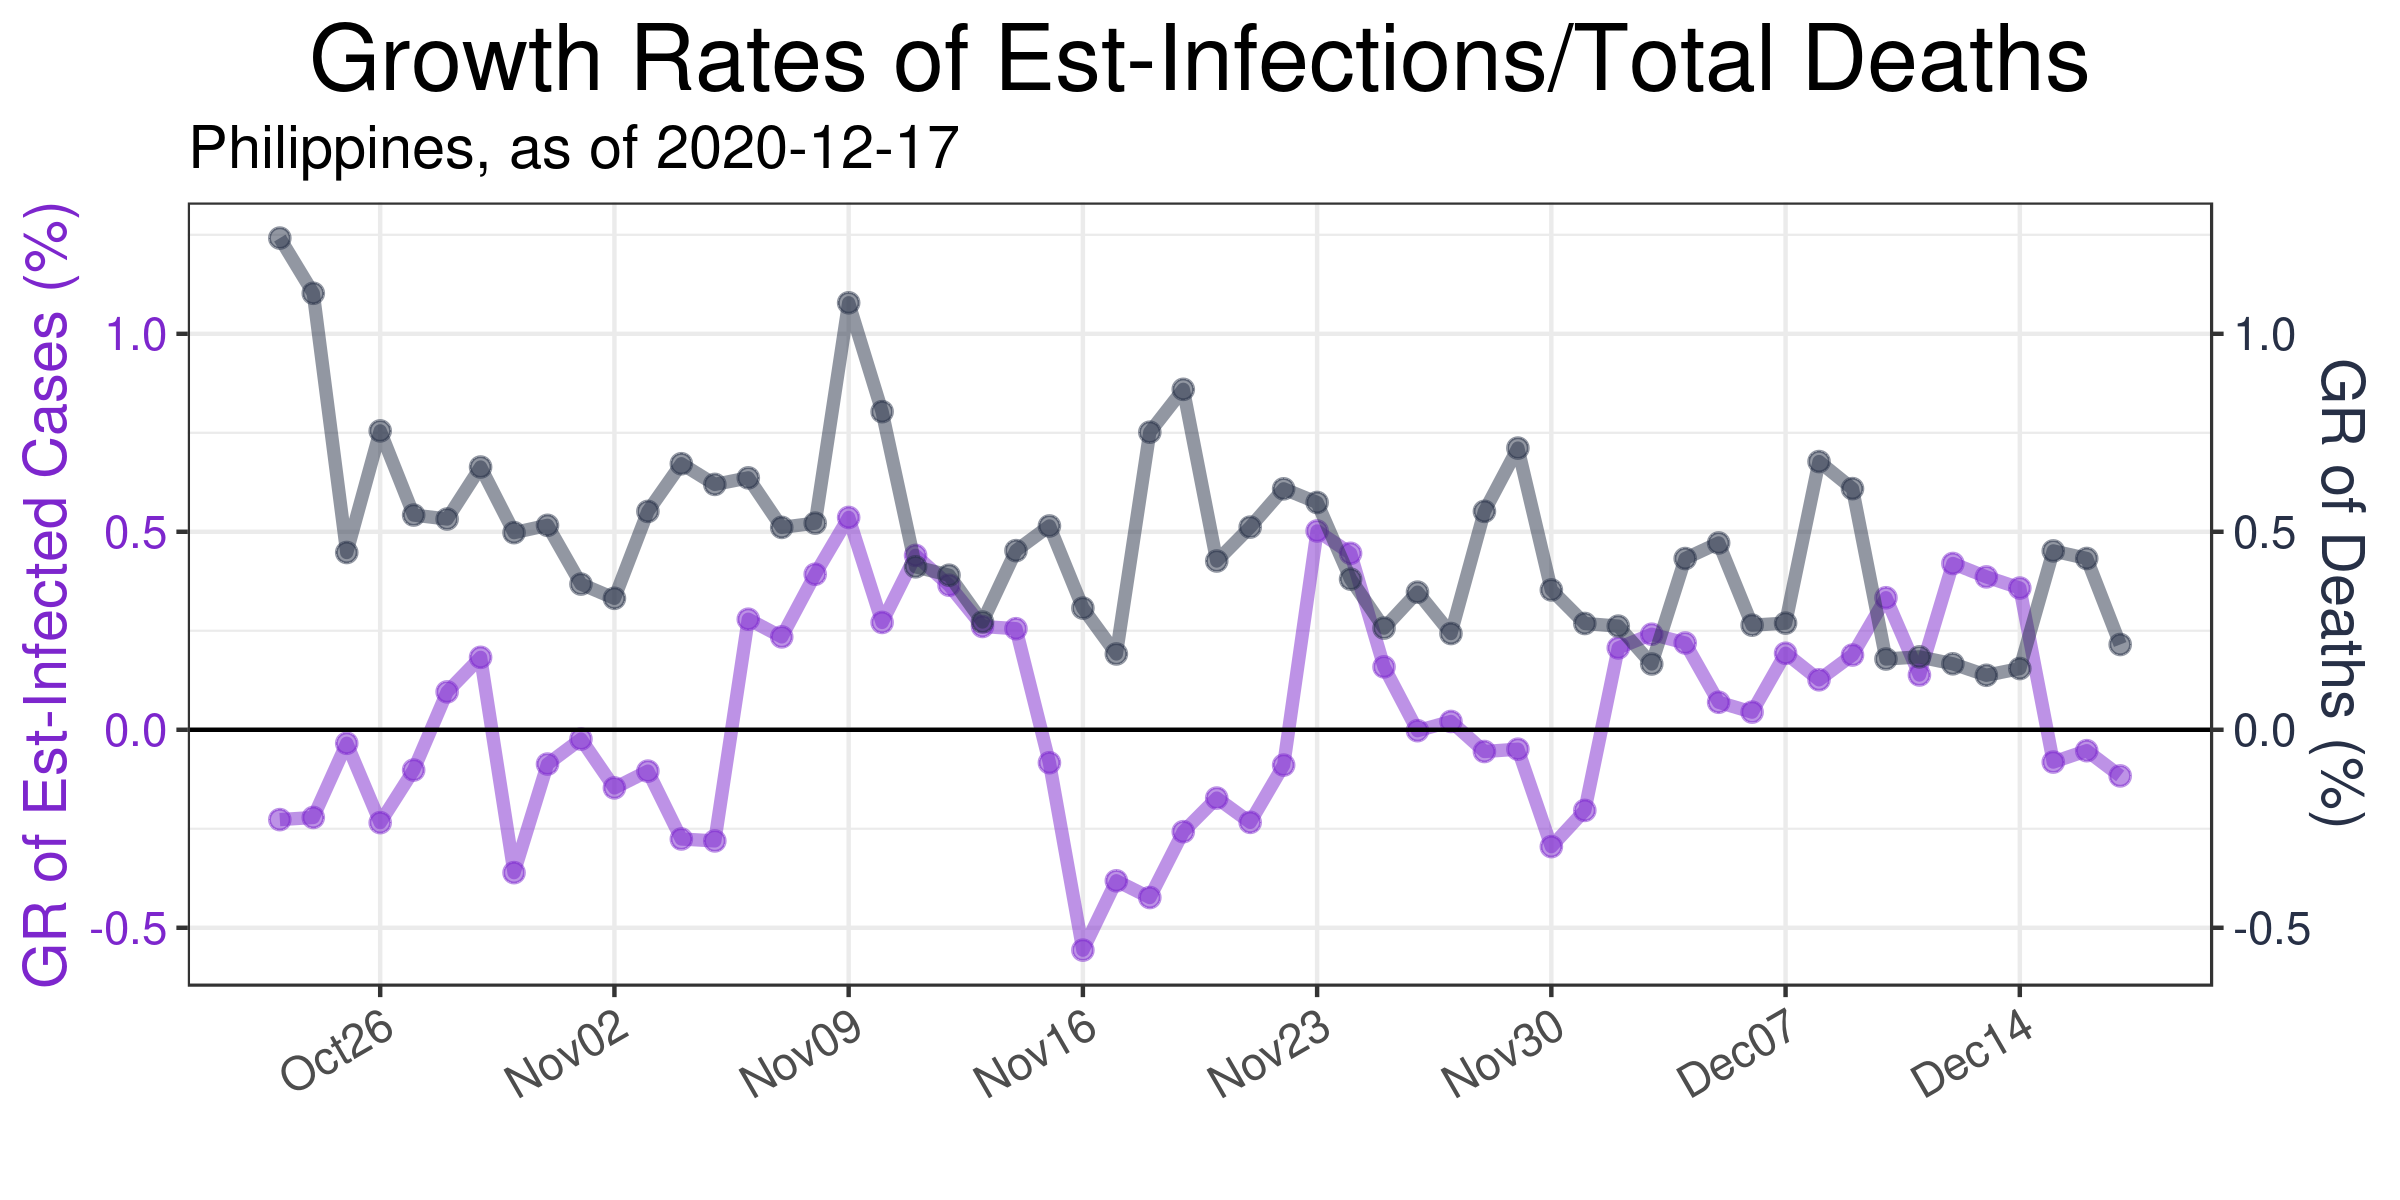 Growth Rates of Est-Infections/Total Deaths
Philippines, as of 2020-12-17
GR of Est-Infected Cases (%)
1.0
0.5
0.0
-0.5
1.0
0.5
0.0
-0.5
GR of Deaths (%)
Oct26
Nov02
Nov09
Nov16
Nov23
Nov30
Dec07
Dec14